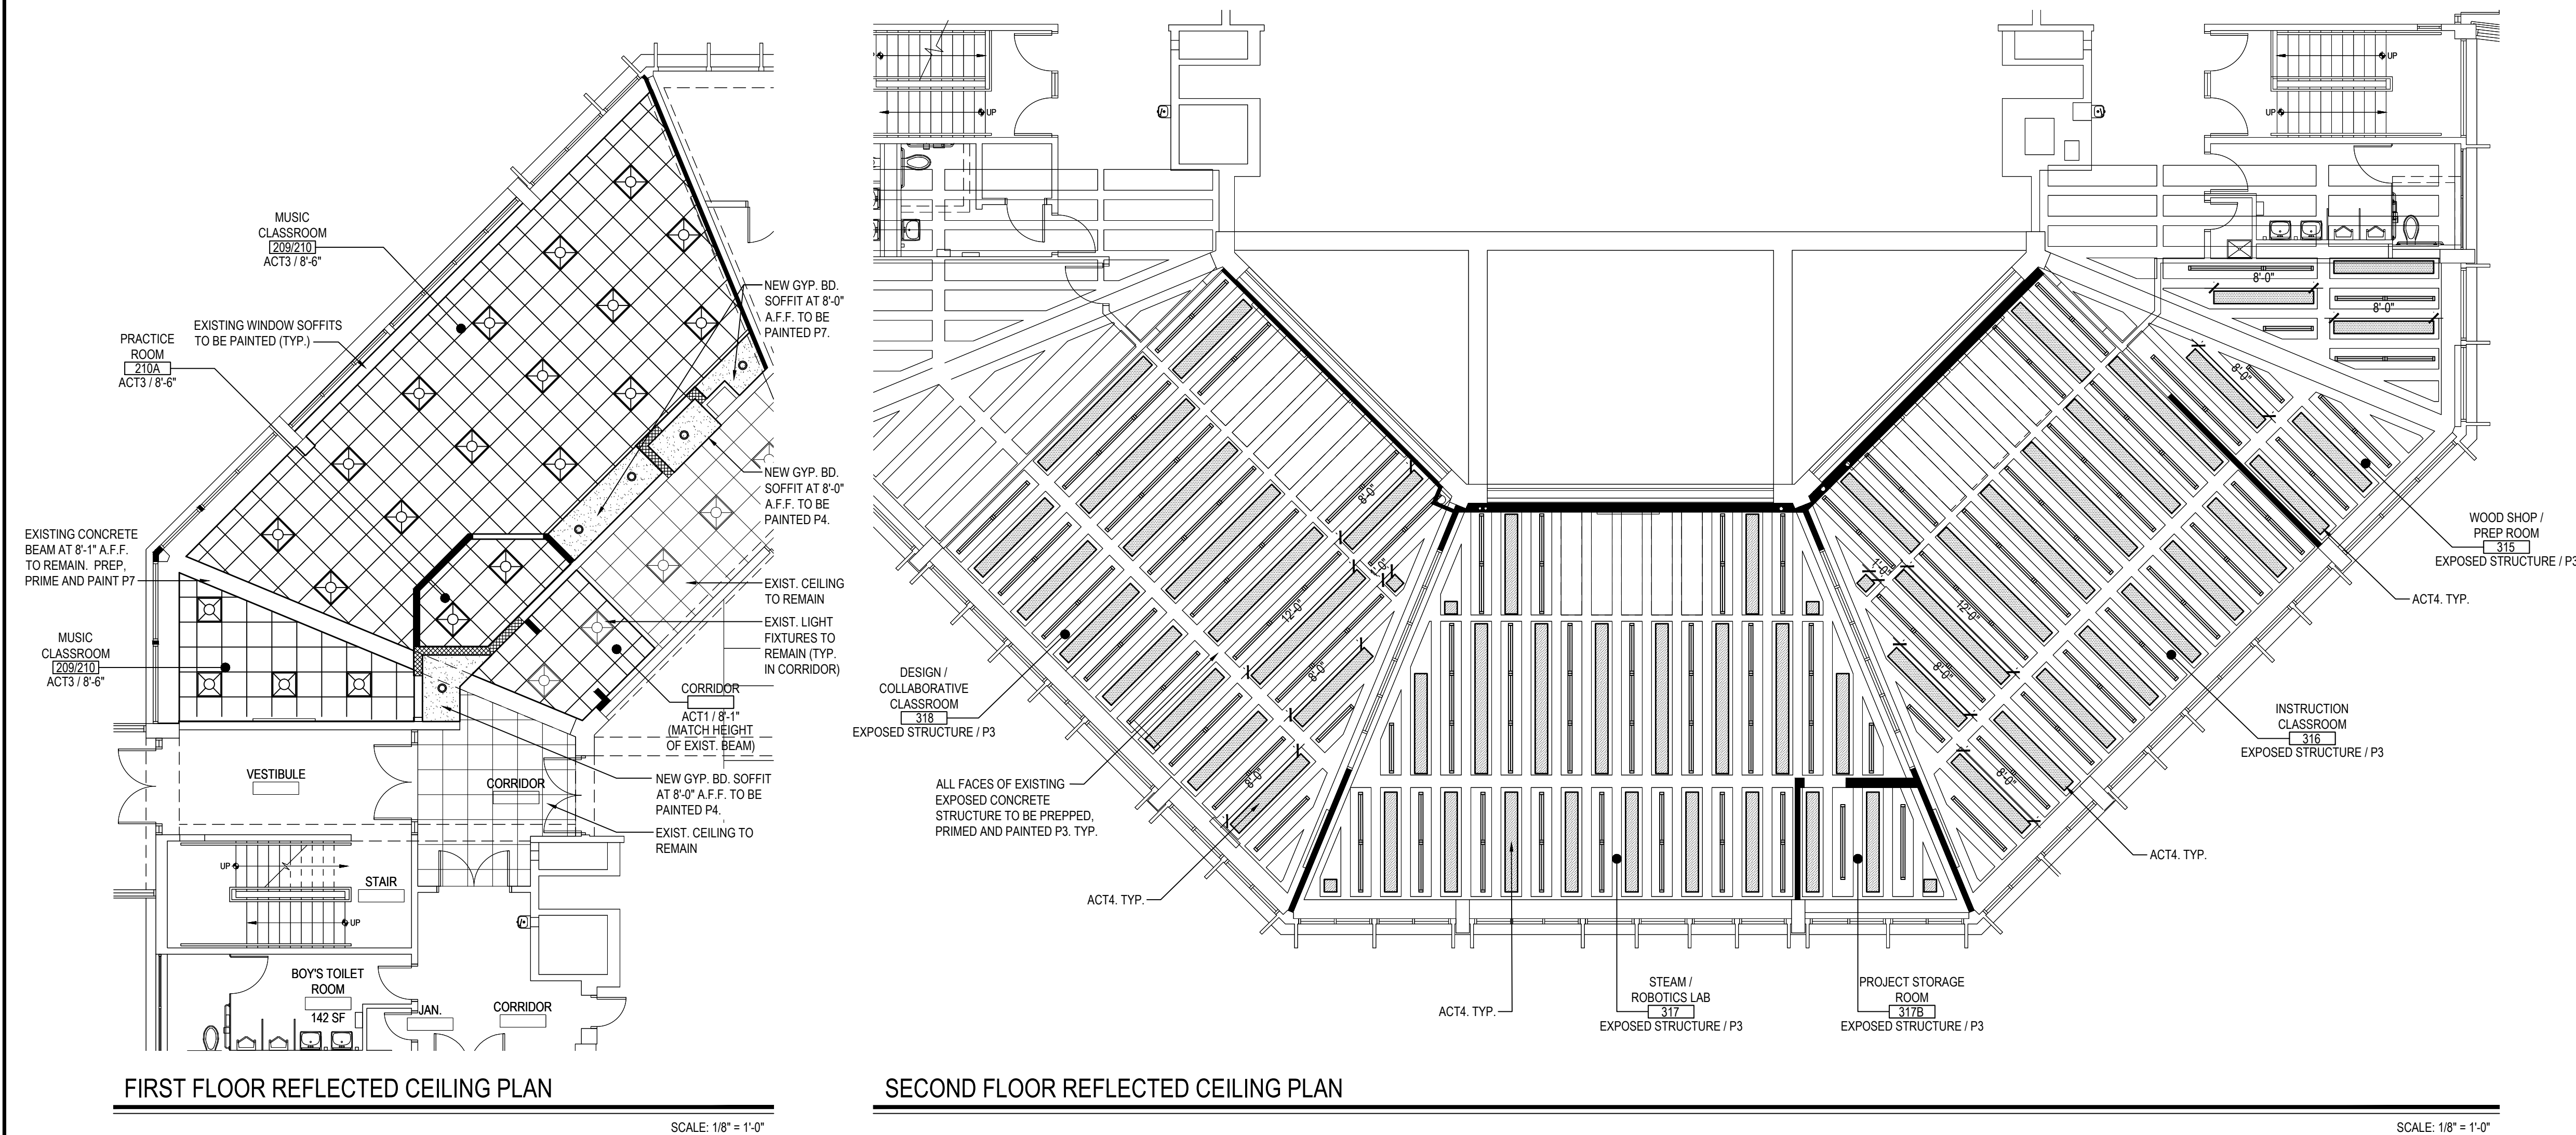 MUSIC
CLASSROOM
209/210
ACT3 / 8'-6"
PRACTICE
ROOM
210A
ACT3 / 8'-6"
EXISTING WINDOW SOFFITS
TO BE PAINTED (TYP.)
NEW GYP. BD.
SOFFIT AT 8'-0"
A.F.F. TO BE
PAINTED P7.
NEW GYP. BD.
SOFFIT AT 8'-0"
A.F.F. TO BE
PAINTED P4.
EXISTING CONCRETE
BEAM AT 8'-1" A.F.F.
TO REMAIN. PREP,
PRIME AND PAINT P7
EXIST. CEILING
TO REMAIN
EXIST. LIGHT
FIXTURES TO
REMAIN (TYP.
IN CORRIDOR)
MUSIC
CLASSROOM
209/210
ACT3 / 8'-6"
CORRIDOR
ACT1 / 8'-1"
(MATCH HEIGHT
OF EXIST. BEAM)
VESTIBULE
CORRIDOR
NEW GYP. BD. SOFFIT
AT 8'-0" A.F.F. TO BE
PAINTED P4.
EXIST. CEILING TO
REMAIN
UP
STAIR
UP
BOY'S TOILET
ROOM
142 SF
JAN.
CORRIDOR
FIRST FLOOR REFLECTED CEILING PLAN
SCALE: 1/8" = 1'-0"
UP
UP
UP
UP
8'-0"
8'-0"
8'-0"
8'-0"
1'-0"
12'-0"
8'-0"
8'-0"
1'-0"
12'-0"
8'-0"
8'-0"
WOOD SHOP /
PREP ROOM
315
EXPOSED STRUCTURE / P3
ACT4. TYP.
DESIGN /
COLLABORATIVE
CLASSROOM
318
EXPOSED STRUCTURE / P3
INSTRUCTION
CLASSROOM
316
EXPOSED STRUCTURE / P3
ALL FACES OF EXISTING
EXPOSED CONCRETE
STRUCTURE TO BE PREPPED,
PRIMED AND PAINTED P3. TYP.
ACT4. TYP.
ACT4. TYP.
ACT4. TYP.
STEAM /
ROBOTICS LAB
317
EXPOSED STRUCTURE / P3
PROJECT STORAGE
ROOM
317B
EXPOSED STRUCTURE / P3
SECOND FLOOR REFLECTED CEILING PLAN
SCALE: 1/8" = 1'-0"